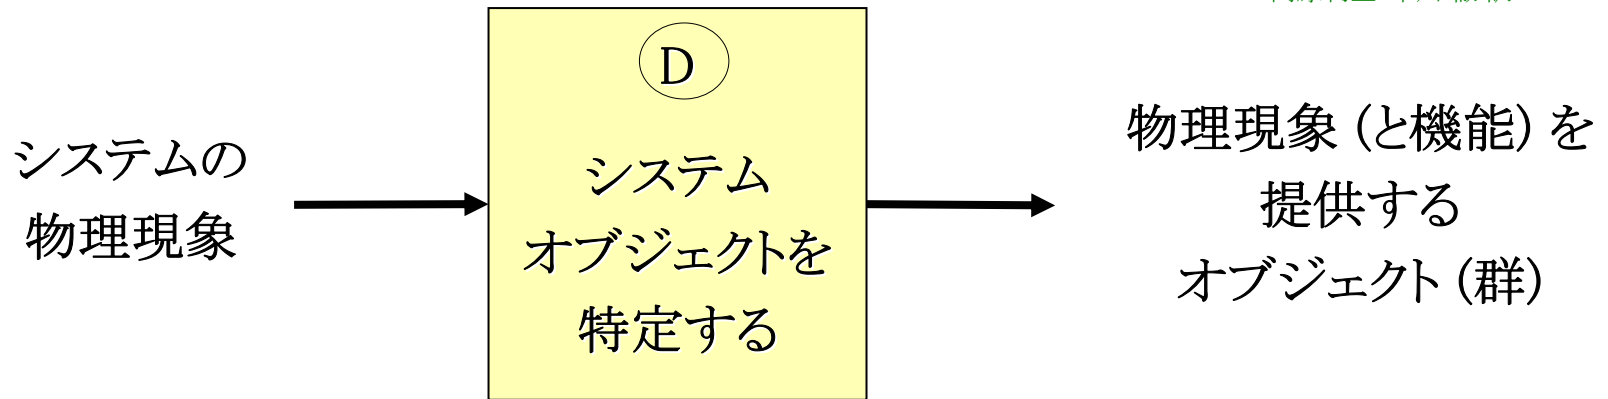 システムの
物理現象
D
システム
オブジェクトを
特定する
物理現象 (と機能) を
提供する
オブジェクト (群)